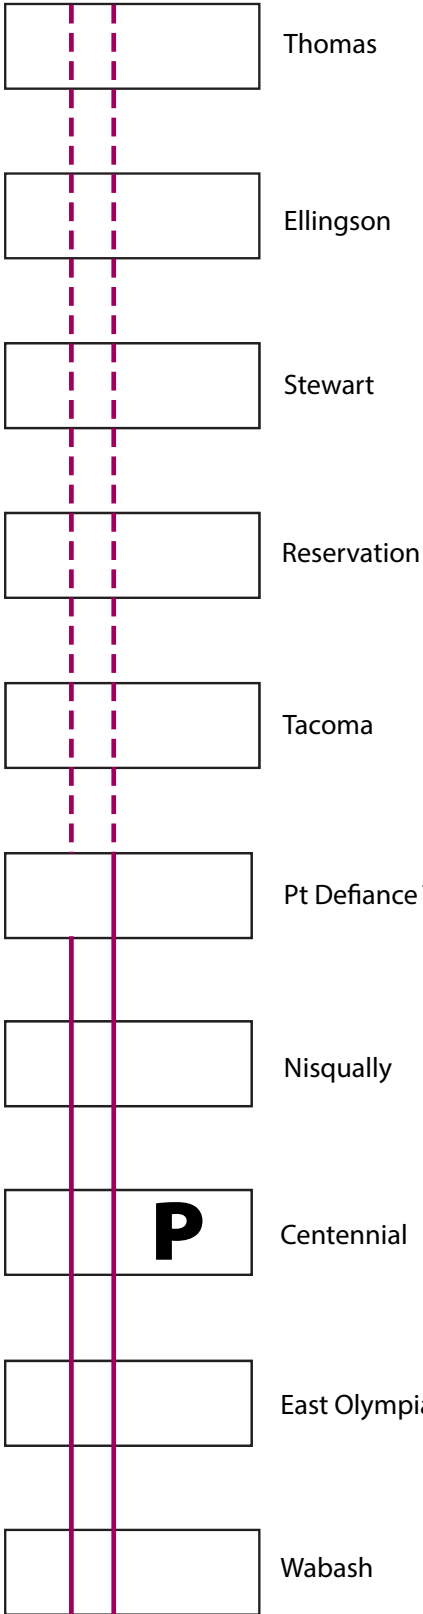 Thomas
Ellingson
Stewart
Reservation
Tacoma
Pt Defiance
Nisqually
P
Centennial
East Olympia
Wabash